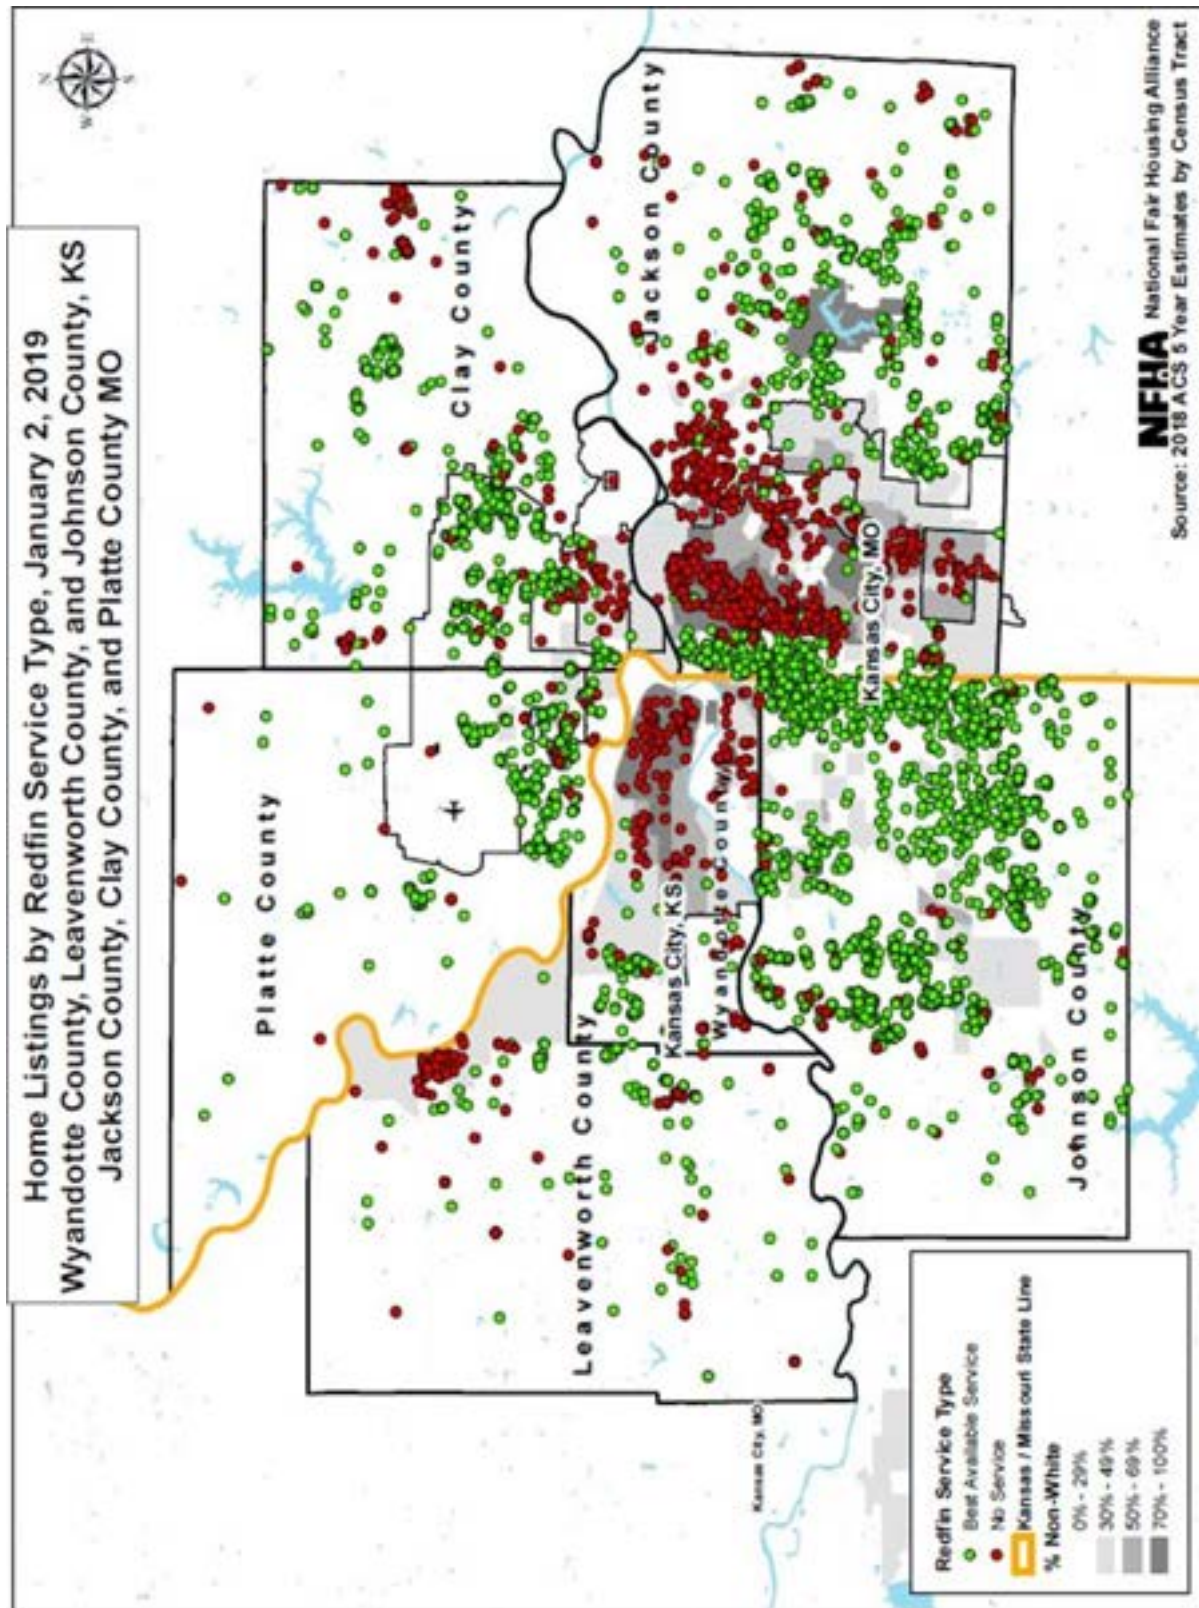 Home Listings by Redfin Service Type, January 2, 2019
Wyandotte County, Leavenworth County, and Johnson County, KS
Jackson County, Clay County, and Platte County MO
N
W
E
S
Platte County
Clay County
Jackson County
Leavenworth County
Kansas City, KS
Wyandotte County
Kansas City, MO
Johnson County
Kansas City, MO
Redfin Service Type
Best Available Service
No Service
Kansas / Missouri State Line
% Non-White
0% - 29%
30% - 49%
50% - 69%
70% - 100%
NFHA National Fair Housing Alliance
Source: 2018 ACS 5 Year Estimates by Census Tract